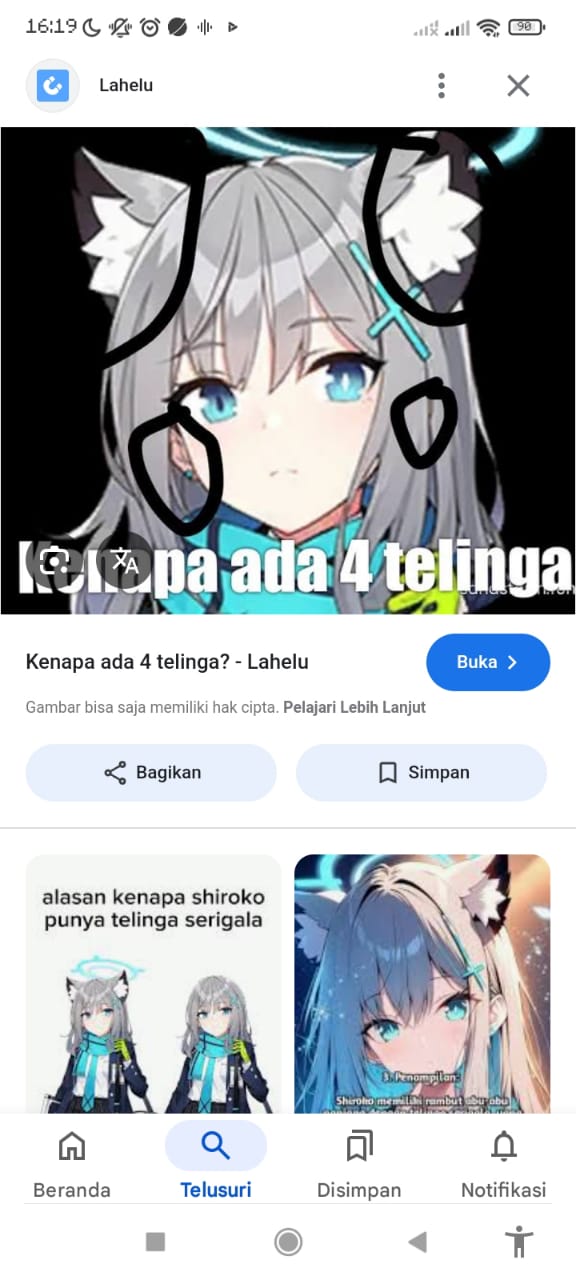 16:19
90
Lahelu
Kenapa ada 4 telinga
Kenapa ada 4 telinga? - Lahelu
Buka
Gambar bisa saja memiliki hak cipta. Pelajari Lebih Lanjut
Bagikan
Simpan
alasan kenapa shiroko
punya telinga serigala
3. Penampilan:
Shiroko memiliki rambut abu-abu
Beranda
Telusuri
Disimpan
Notifikasi